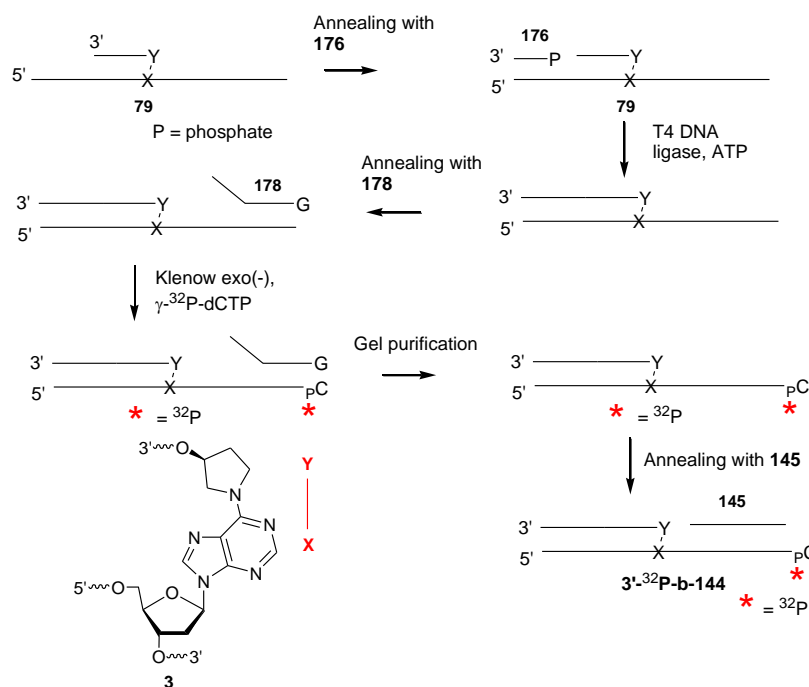 3' Y
5' X
79
P = phosphate
Annealing with
176
176
3' P Y
5' X
79
T4 DNA
ligase, ATP
3' Y
5' X
Annealing with
178
178
3' Y G
5' X
Klenow exo(-),
γ-³²P-dCTP
3' Y G
5' X PC
* = ³²P *
Gel purification
3' Y
5' X PC
* = ³²P *
Annealing with 145
145
3' Y
5' X PC
3'-³²P-b-144 *
* = ³²P
3' O
N
N N
N N
5' O O
O 3'
3
Y
X